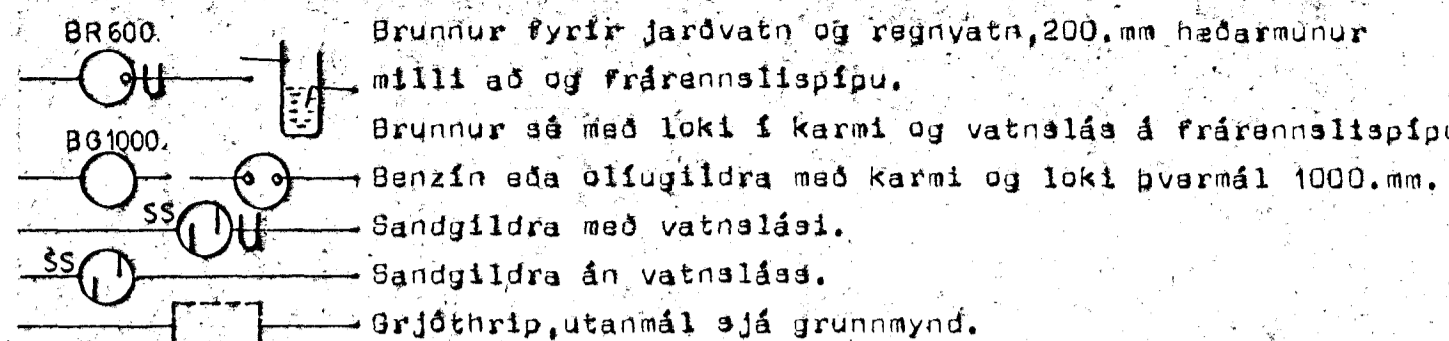 BR 600. Brunnur fyrir jarðvatn og regnvatn,200.mm hæðarmunur
milli að og frárennslispípu.
Brunnur sé með loki í karmi og vatnslás á frárennslispípu
BG1000. Benzín eða olíugildra með karmi og loki þvermál 1000.mm.
SS Sandgildra með vatnslási.
SS Sandgildra án vatnsláss.
Grjóthrip,utanmál sjá grunnmynd.